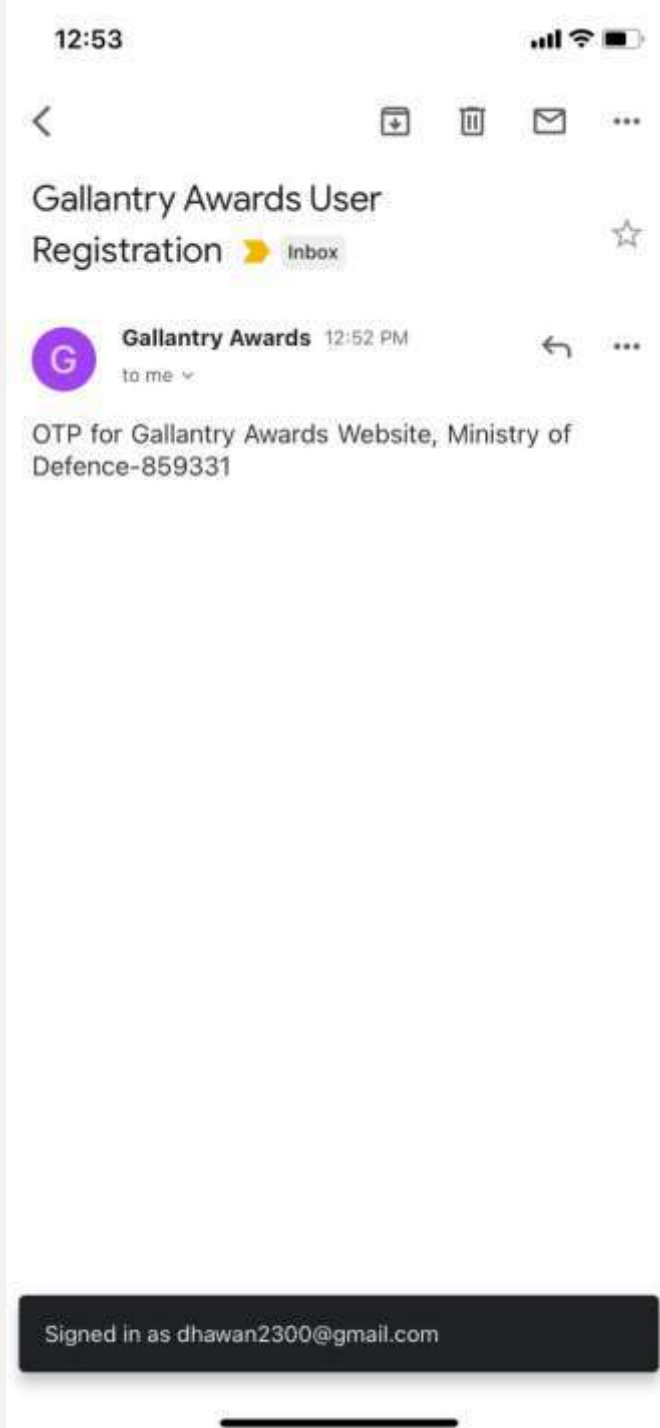 12:53
Gallantry Awards User
Registration Inbox
G
Gallantry Awards 12:52 PM
to me
OTP for Gallantry Awards Website, Ministry of
Defence-859331
Signed in as dhawan2300@gmail.com